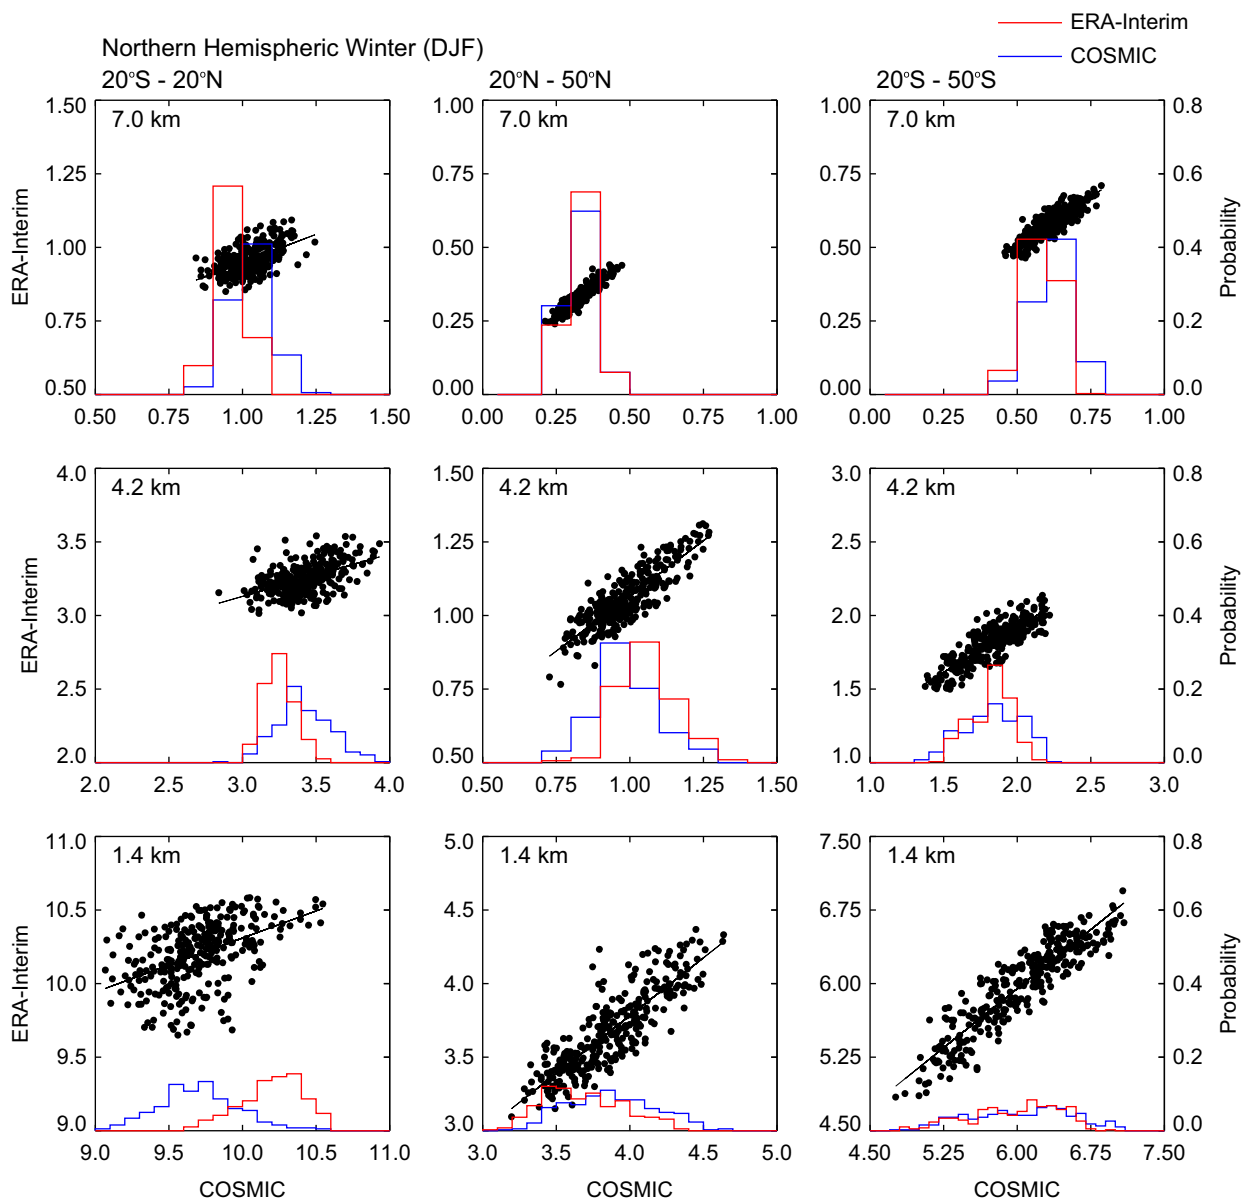 ERA-Interim
COSMIC
Northern Hemispheric Winter (DJF)
20°S - 20°N
20°N - 50°N
20°S - 50°S
7.0 km
7.0 km
7.0 km
1.50
1.25
1.00
0.75
0.50
0.50 0.75 1.00 1.25 1.50
ERA-Interim
1.00
0.75
0.50
0.25
0.00
0.00 0.25 0.50 0.75 1.00
1.00
0.75
0.50
0.25
0.00
0.00 0.25 0.50 0.75 1.00
0.8
0.6
0.4
0.2
0.0
Probability
4.2 km
4.2 km
4.2 km
4.0
3.5
3.0
2.5
2.0
2.0 2.5 3.0 3.5 4.0
ERA-Interim
1.50
1.25
1.00
0.75
0.50
0.50 0.75 1.00 1.25 1.50
3.0
2.5
2.0
1.5
1.0
1.0 1.5 2.0 2.5 3.0
0.8
0.6
0.4
0.2
0.0
Probability
1.4 km
1.4 km
1.4 km
11.0
10.5
10.0
9.5
9.0
9.0 9.5 10.0 10.5 11.0
ERA-Interim
COSMIC
5.0
4.5
4.0
3.5
3.0
3.0 3.5 4.0 4.5 5.0
COSMIC
7.50
6.75
6.00
5.25
4.50
4.50 5.25 6.00 6.75 7.50
COSMIC
0.8
0.6
0.4
0.2
0.0
Probability